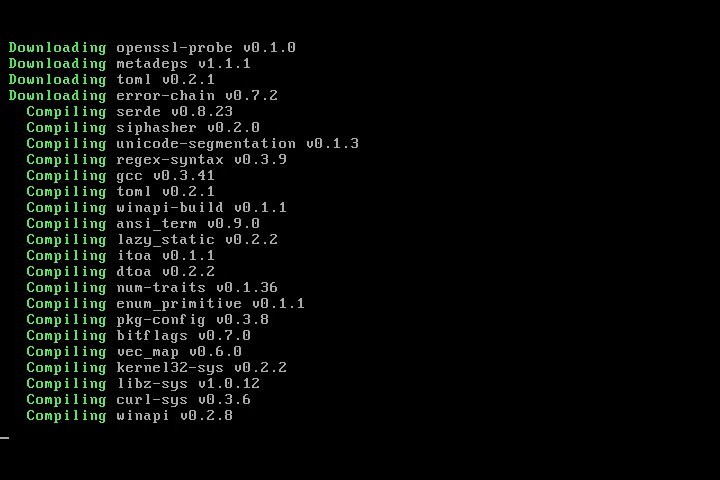 Downloading openssl-probe v0.1.0
Downloading metadeps v1.1.1
Downloading toml v0.2.1
Downloading error-chain v0.7.2
Compiling serde v0.8.23
Compiling siphasher v0.2.0
Compiling unicode-segmentation v0.1.3
Compiling regex-syntax v0.3.9
Compiling gcc v0.3.41
Compiling toml v0.2.1
Compiling winapi-build v0.1.1
Compiling ansi_term v0.9.0
Compiling lazy_static v0.2.2
Compiling itoa v0.1.1
Compiling dtoa v0.2.2
Compiling num-traits v0.1.36
Compiling enum_primitive v0.1.1
Compiling pkg-config v0.3.8
Compiling bitflags v0.7.0
Compiling vec_map v0.6.0
Compiling kernel32-sys v0.2.2
Compiling libz-sys v1.0.12
Compiling curl-sys v0.3.6
Compiling winapi v0.2.8